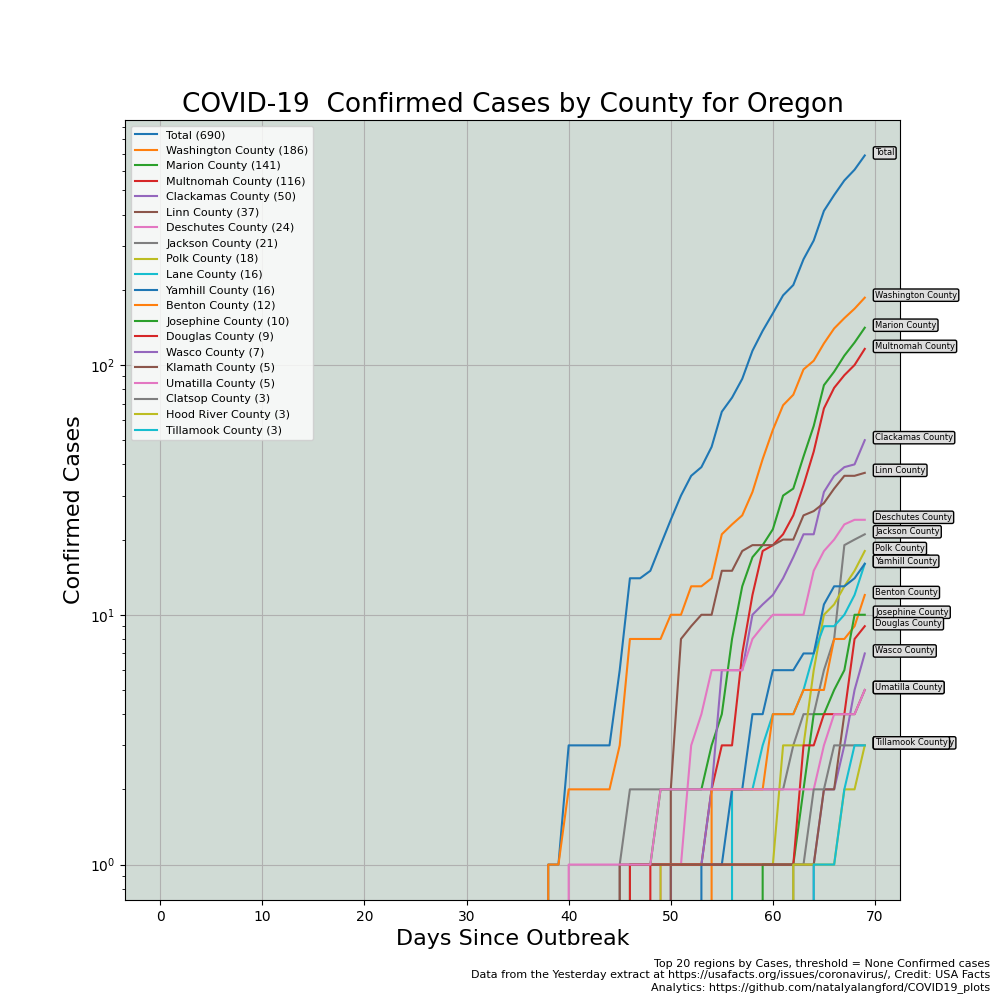 COVID-19  Confirmed Cases by County for Oregon
Total (690)
Washington County (186)
Marion County (141)
Multnomah County (116)
Clackamas County (50)
Linn County (37)
Deschutes County (24)
Jackson County (21)
Polk County (18)
Lane County (16)
Yamhill County (16)
Benton County (12)
Josephine County (10)
Douglas County (9)
Wasco County (7)
Klamath County (5)
Umatilla County (5)
Clatsop County (3)
Hood River County (3)
Tillamook County (3)
Confirmed Cases
10²
10¹
10⁰
Total
Washington County
Marion County
Multnomah County
Clackamas County
Linn County
Deschutes County
Jackson County
Polk County
Yamhill County
Benton County
Josephine County
Douglas County
Wasco County
Umatilla County
Tillamook County
0 10 20 30 40 50 60 70
Days Since Outbreak
Top 20 regions by Cases, threshold = None Confirmed cases
Data from the Yesterday extract at https://usafacts.org/issues/coronavirus/, Credit: USA Facts
Analytics: https://github.com/natalyalangford/COVID19_plots